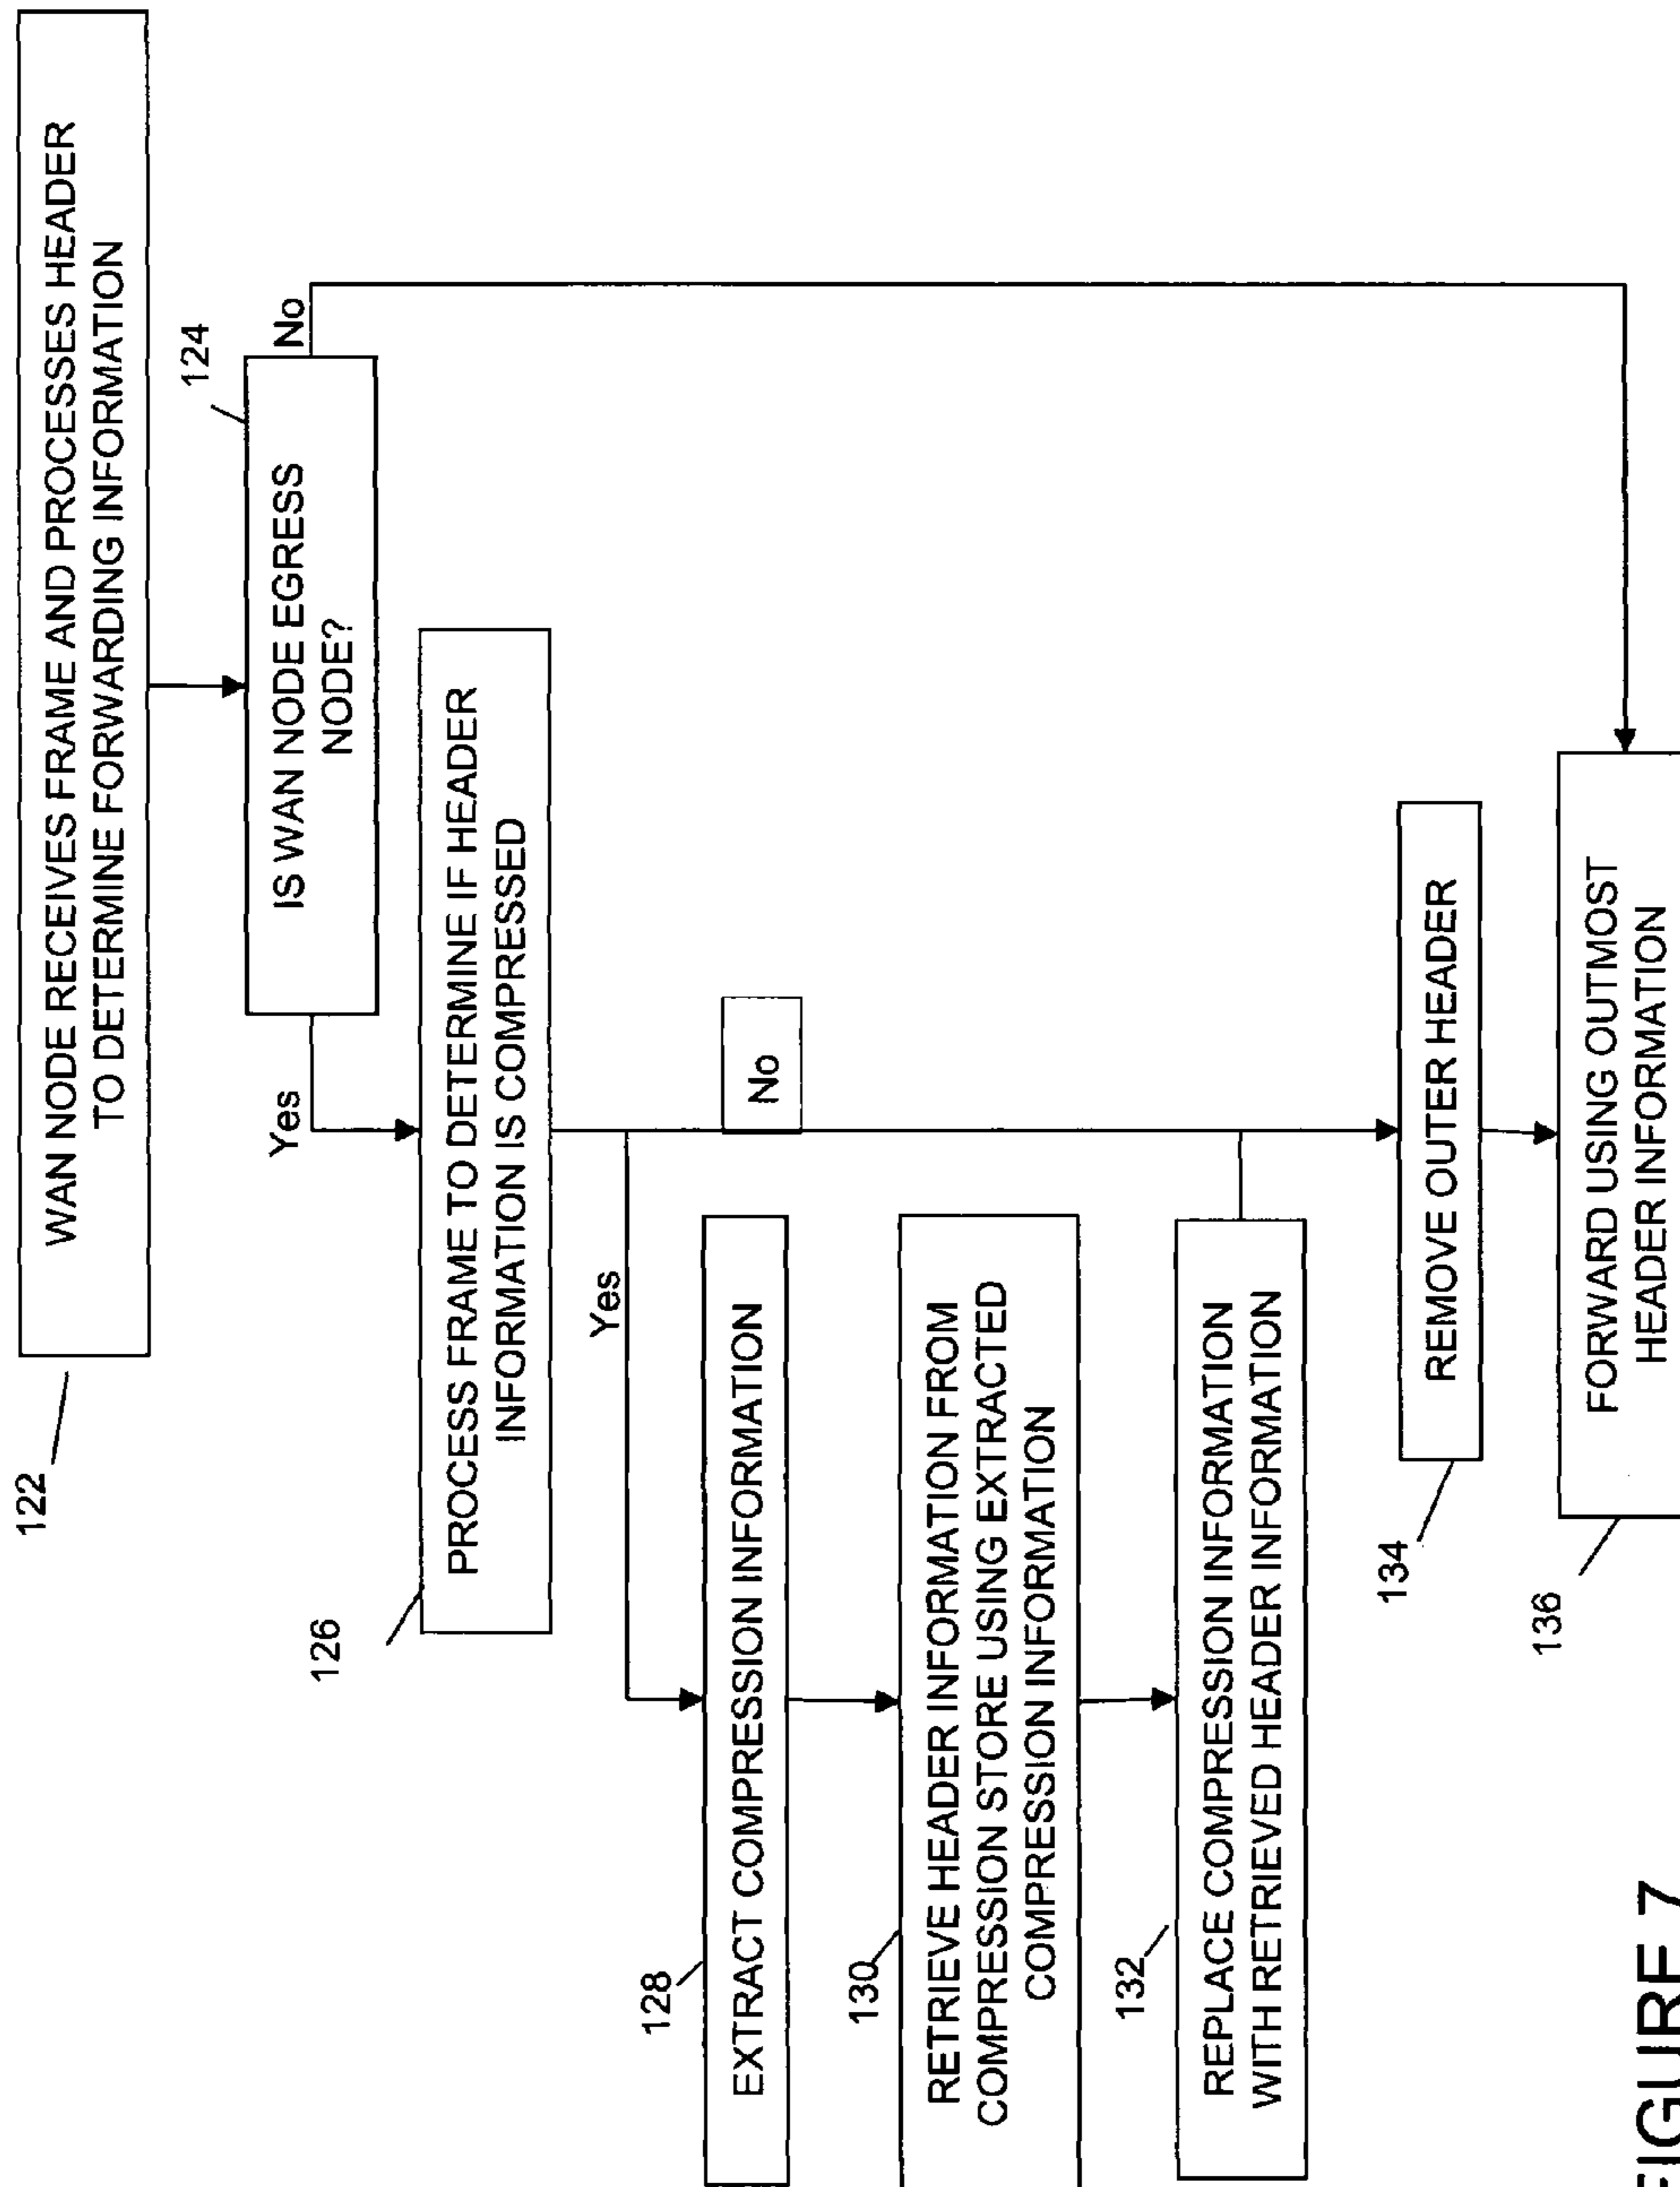 122
WAN NODE RECEIVES FRAME AND PROCESSES HEADER
TO DETERMINE FORWARDING INFORMATION
124
IS WAN NODE EGRESS
NODE?
Yes
No
126
PROCESS FRAME TO DETERMINE IF HEADER
INFORMATION IS COMPRESSED
Yes
No
128
EXTRACT COMPRESSION INFORMATION
130
RETRIEVE HEADER INFORMATION FROM
COMPRESSION STORE USING EXTRACTED
COMPRESSION INFORMATION
132
REPLACE COMPRESSION INFORMATION
WITH RETRIEVED HEADER INFORMATION
134
REMOVE OUTER HEADER
136
FORWARD USING OUTMOST
HEADER INFORMATION
FIGURE 7